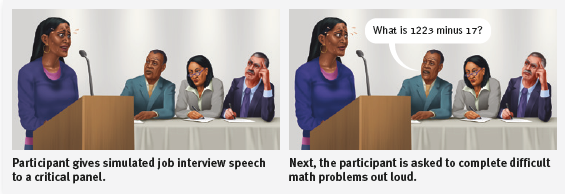 What is 1223 minus 17?
Participant gives simulated job interview speech
to a critical panel.
Next, the participant is asked to complete difficult
math problems out loud.